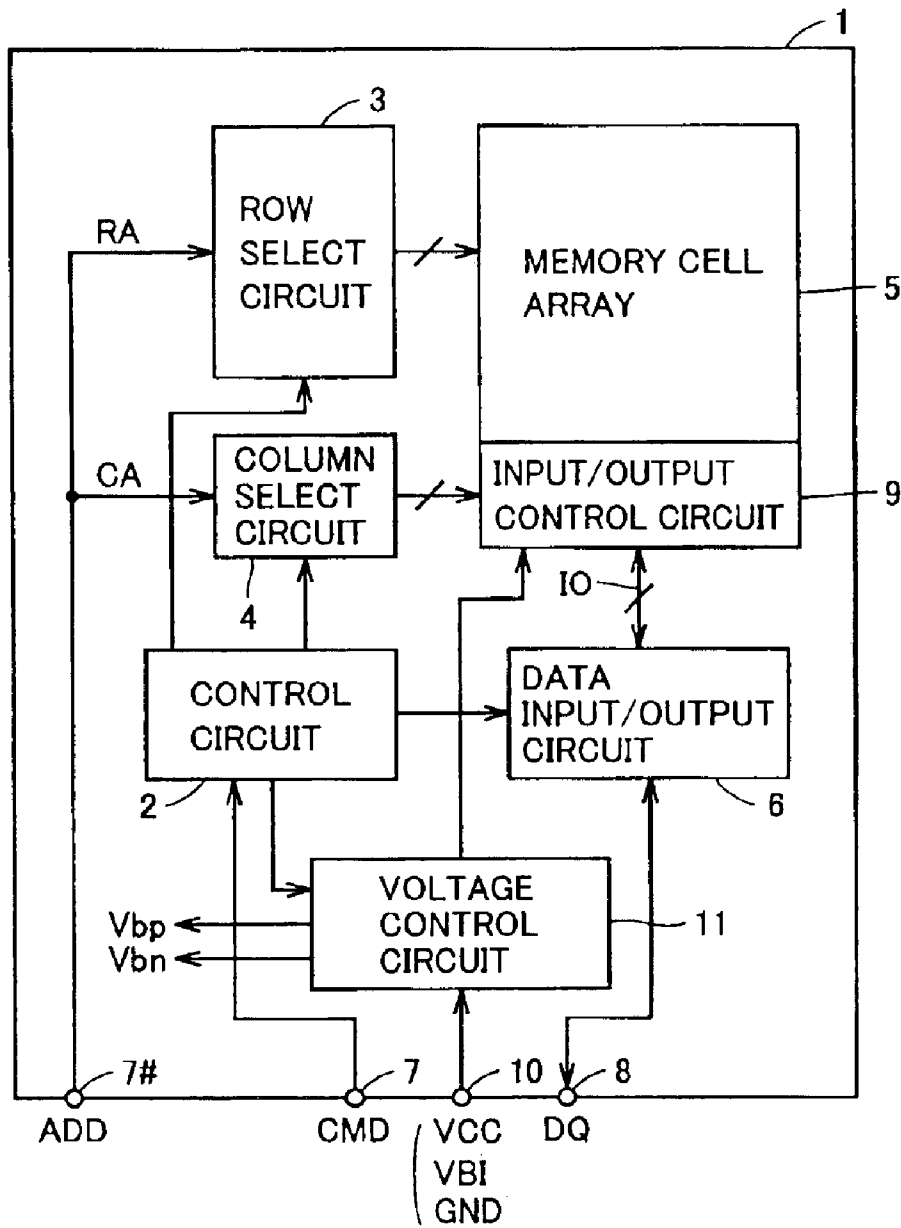 1
3
ROW
SELECT
CIRCUIT
RA
MEMORY CELL
ARRAY
5
CA
COLUMN
SELECT
CIRCUIT
4
INPUT/OUTPUT
CONTROL CIRCUIT
9
IO
CONTROL
CIRCUIT
2
DATA
INPUT/OUTPUT
CIRCUIT
6
VOLTAGE
CONTROL
CIRCUIT
11
Vbp
Vbn
7#
7
10
8
ADD
CMD
VCC
DQ
VBI
GND